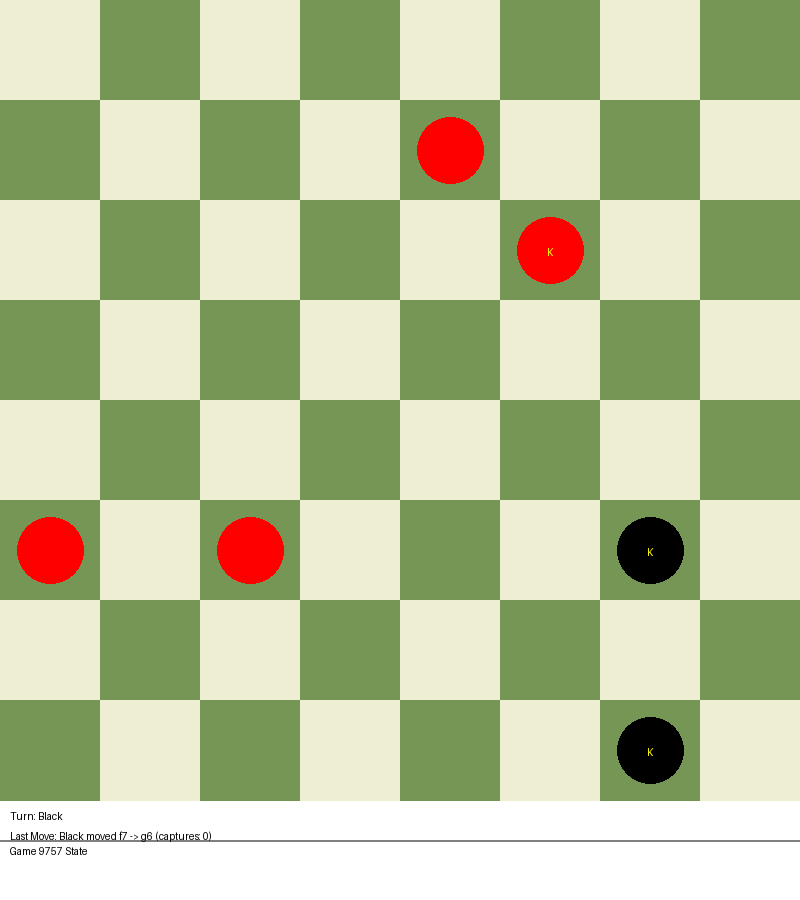 K
K
K
Turn: Black
Last Move: Black moved f7 -> g6 (captures: 0)
Game 9757 State